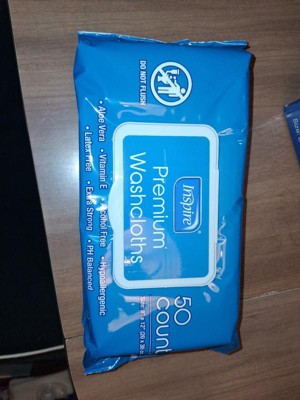 DO NOT FLUSH
Inspire
Premium
Washcloths
50
count
• Aloe Vera • Vitamin E • Alcohol Free • Hypoallergenic
• Latex Free • Extra Strong • PH Balanced